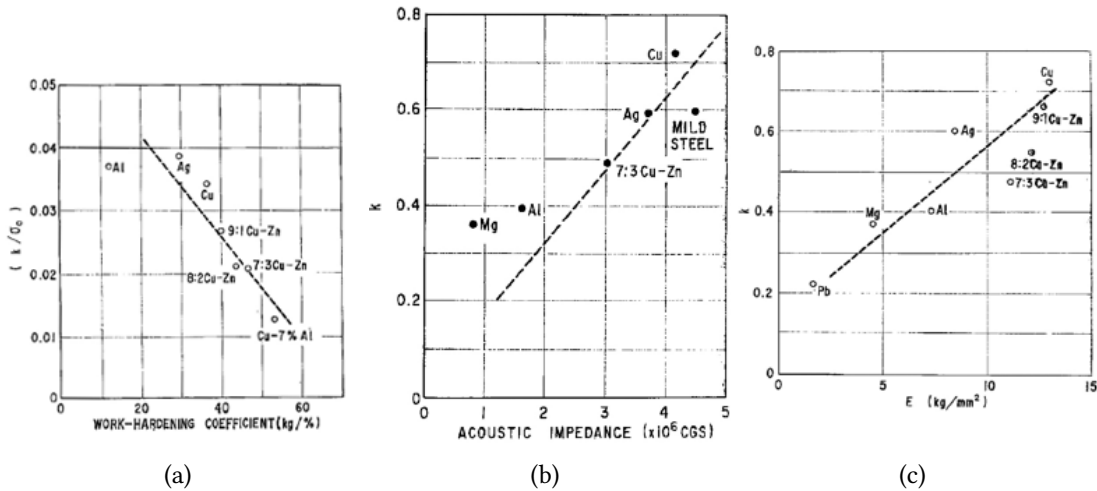 0.05
0.04
0.03
0.02
0.01
0
0
20
40
60
( k / σc )
WORK-HARDENING COEFFICIENT(kg/%)
Al
Ag
Cu
9:1Cu-Zn
8:2Cu-Zn
7:3Cu-Zn
Cu-7% Al
(a)
0.8
0.6
0.4
0.2
0
0
1
2
3
4
5
k
ACOUSTIC IMPEDANCE (x10⁶ CGS)
Cu
Ag
MILD
STEEL
7:3Cu-Zn
Al
Mg
(b)
0.8
0.6
0.4
0.2
0
0
5
10
15
k
E (kg/mm²)
Cu
9:1Cu-Zn
Ag
8:2Cu-Zn
7:3Cu-Zn
Mg
Al
Pb
(c)